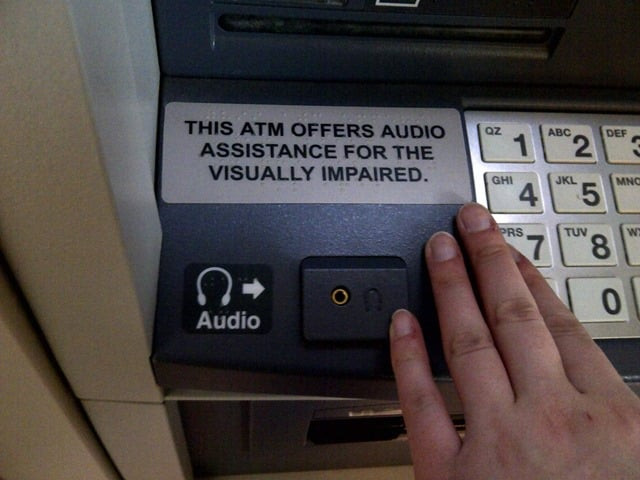 THIS ATM OFFERS AUDIO
ASSISTANCE FOR THE
VISUALLY IMPAIRED.
QZ 1 ABC 2 DEF 3
GHI 4 JKL 5
PRS 7 TUV 8
0
Audio